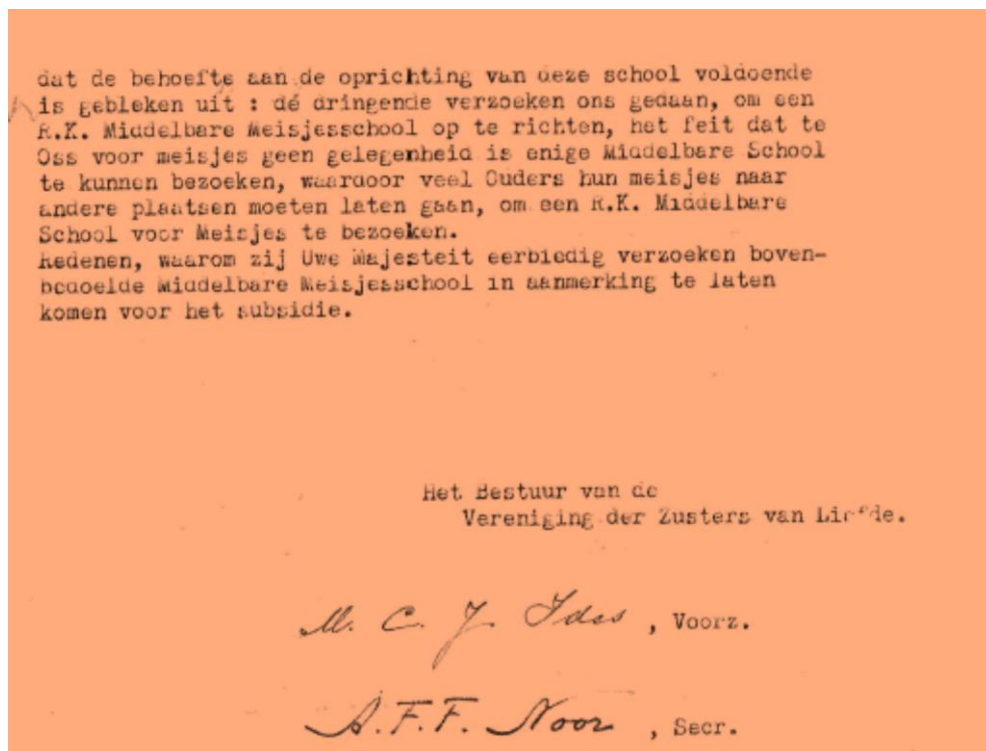 dat de behoefte aan de oprichting van deze school voldoende
is gebleken uit : dé dringende verzoeken ons gedaan, om een
R.K. Middelbare Meisjesschool op te richten, het feit dat te
Oss voor meisjes geen gelegenheid is enige Middelbare School
te kunnen bezoeken, waardoor veel Ouders hun meisjes naar
andere plaatsen moeten laten gaan, om een R.K. Middelbare
School voor Meisjes te bezoeken.
Redenen, waarom zij Uwe Majesteit eerbiedig verzoeken boven-
bedoelde Middelbare Meisjesschool in aanmerking te laten
komen voor het subsidie.
Het Bestuur van de
Vereniging der Zusters van Liefde.
M. C. J. , Voorz.
A.F.F. Noor , Secr.